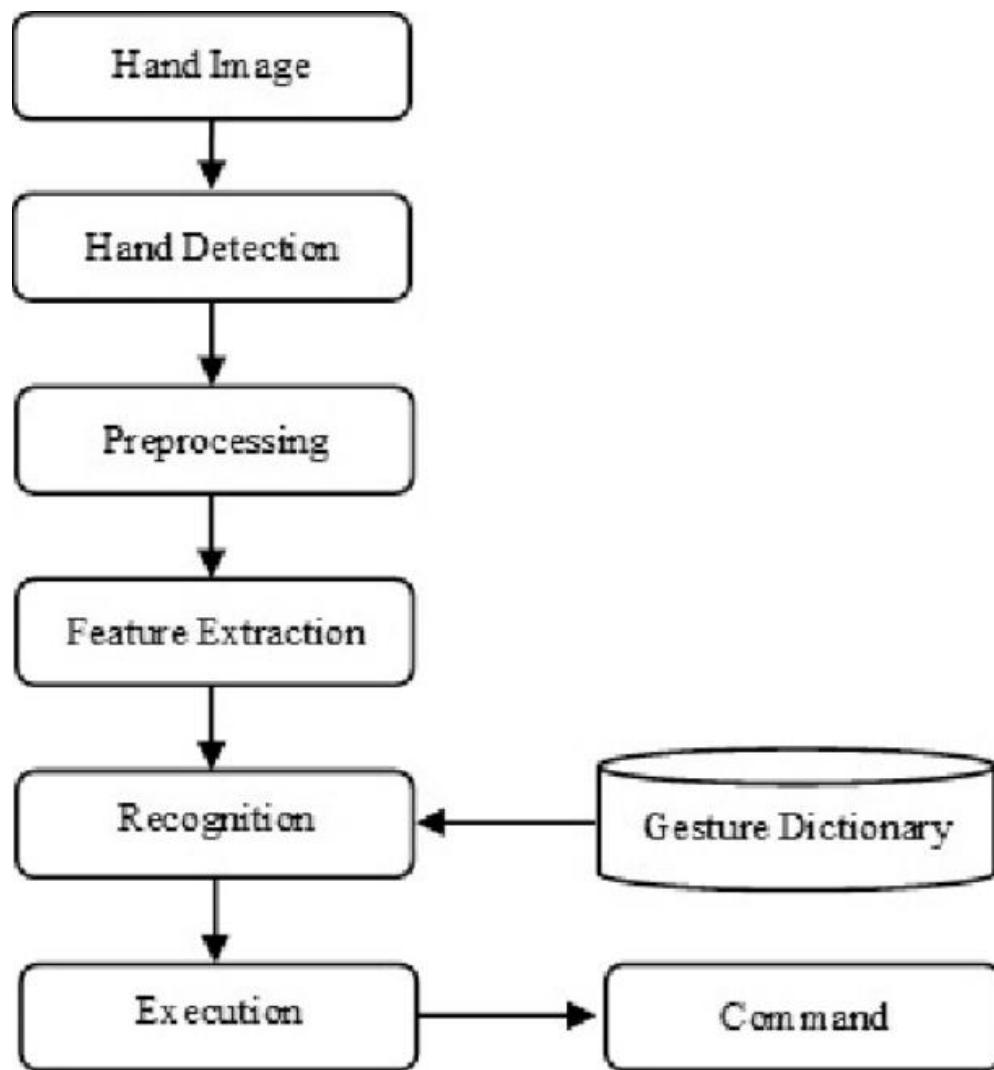 Hand Image
Hand Detection
Preprocessing
Feature Extraction
Recognition
Gesture Dictionary
Execution
Command